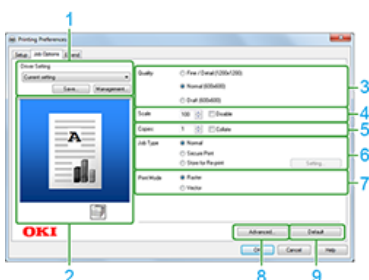 1
Printing Preferences
Setup Job Options Extend
Driver Setting
Current setting
Save... Management...
Quality Fine / Detail (1200x1200)
Normal (600x600)
Draft (600x600)
3
Scale 100 Disable
4
Copies 1 Collate
5
Job Type Normal
Secure Print
Store for Reprint Setting...
6
Print Mode Raster
Vector
7
A
OKI
Advanced... Default
OK Cancel Help
2 8 9